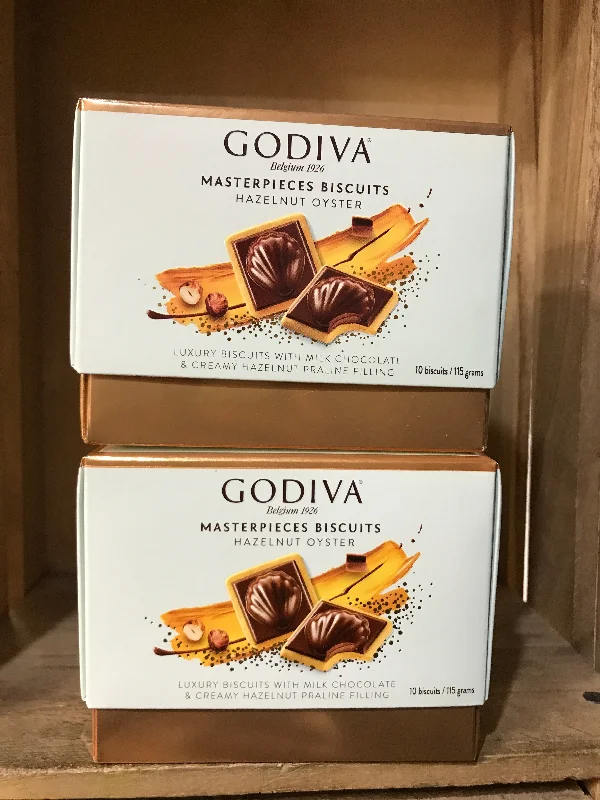 GODIVA
Belgium 1926
MASTERPIECES BISCUITS
HAZELNUT OYSTER
LUXURY BISCUITS WITH MILK CHOCOLATE
& CREAMY HAZELNUT PRALINE FILLING
10 biscuits / 115 grams
GODIVA
Belgium 1926
MASTERPIECES BISCUITS
HAZELNUT OYSTER
LUXURY BISCUITS WITH MILK CHOCOLATE
& CREAMY HAZELNUT PRALINE FILLING
10 biscuits / 115 grams